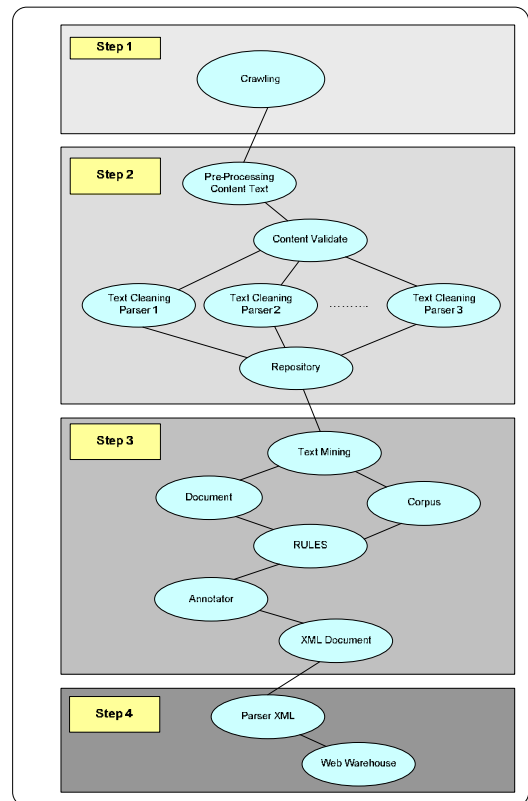 Step 1
Crawling
Step 2
Pre-Processing
Content Text
Content Validate
Text Cleaning
Parser 1
Text Cleaning
Parser 2
..........
Text Cleaning
Parser 3
Repository
Step 3
Text Mining
Document
Corpus
RULES
Annotator
XML Document
Step 4
Parser XML
Web Warehouse